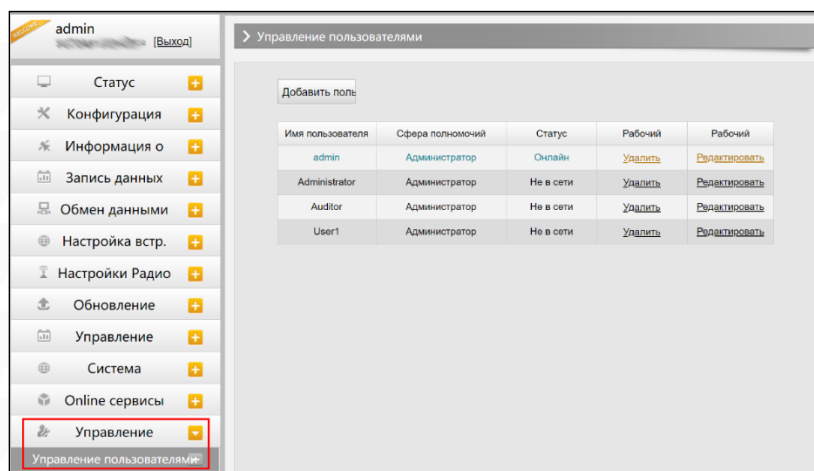 WELCOME
admin
[Выход]
Статус
Конфигурация
Информация о
Запись данных
Обмен данными
Настройка встр.
Настройки Радио
Обновление
Управление
Система
Online сервисы
Управление
Управление пользователями
Управление пользователями
Добавить поль
Имя пользователя Сфера полномочий Статус Рабочий Рабочий
admin Администратор Онлайн Удалить Редактировать
Administrator Администратор Не в сети Удалить Редактировать
Auditor Администратор Не в сети Удалить Редактировать
User1 Администратор Не в сети Удалить Редактировать